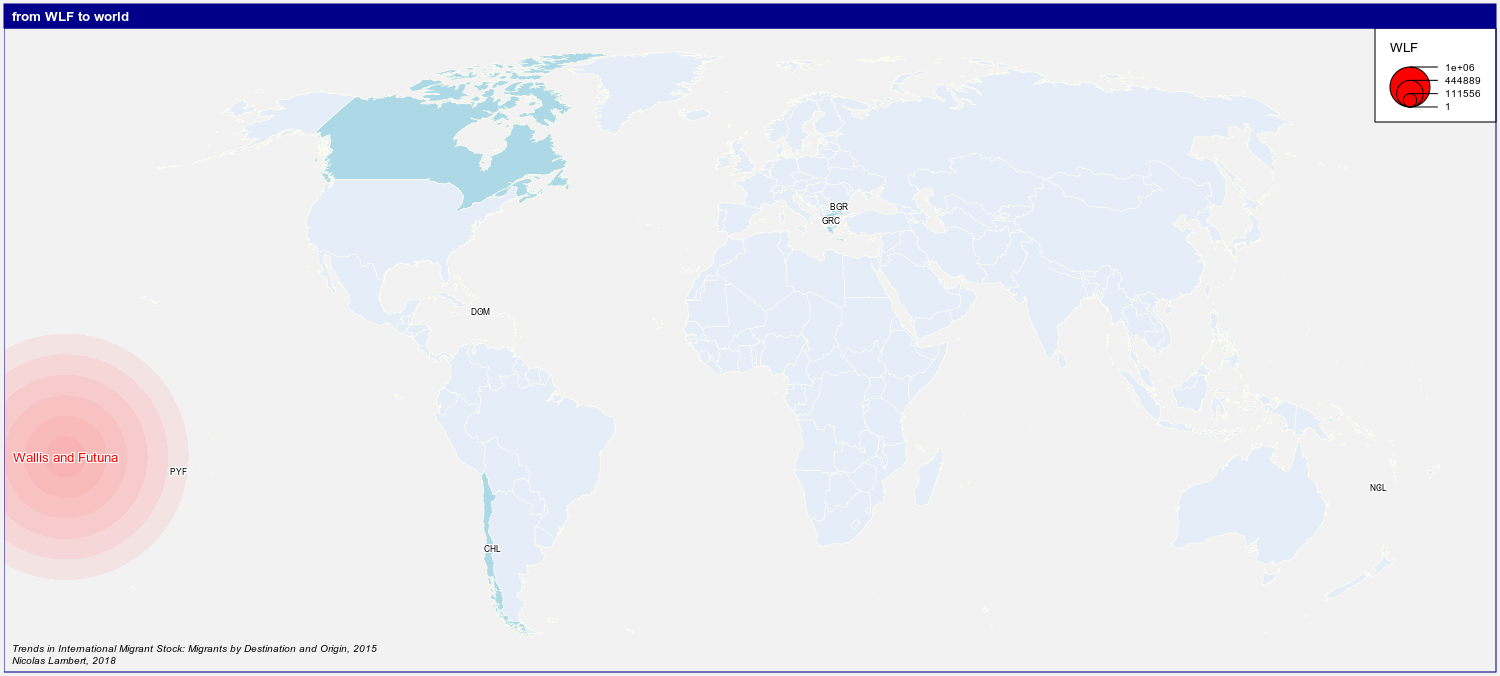 from WLF to world
WLF
1e+06
444889
111556
1
BGR
GRC
DOM
Wallis and Futuna
PYF
NCL
CHL
Trends in International Migrant Stock: Migrants by Destination and Origin, 2015
Nicolas Lambert, 2018